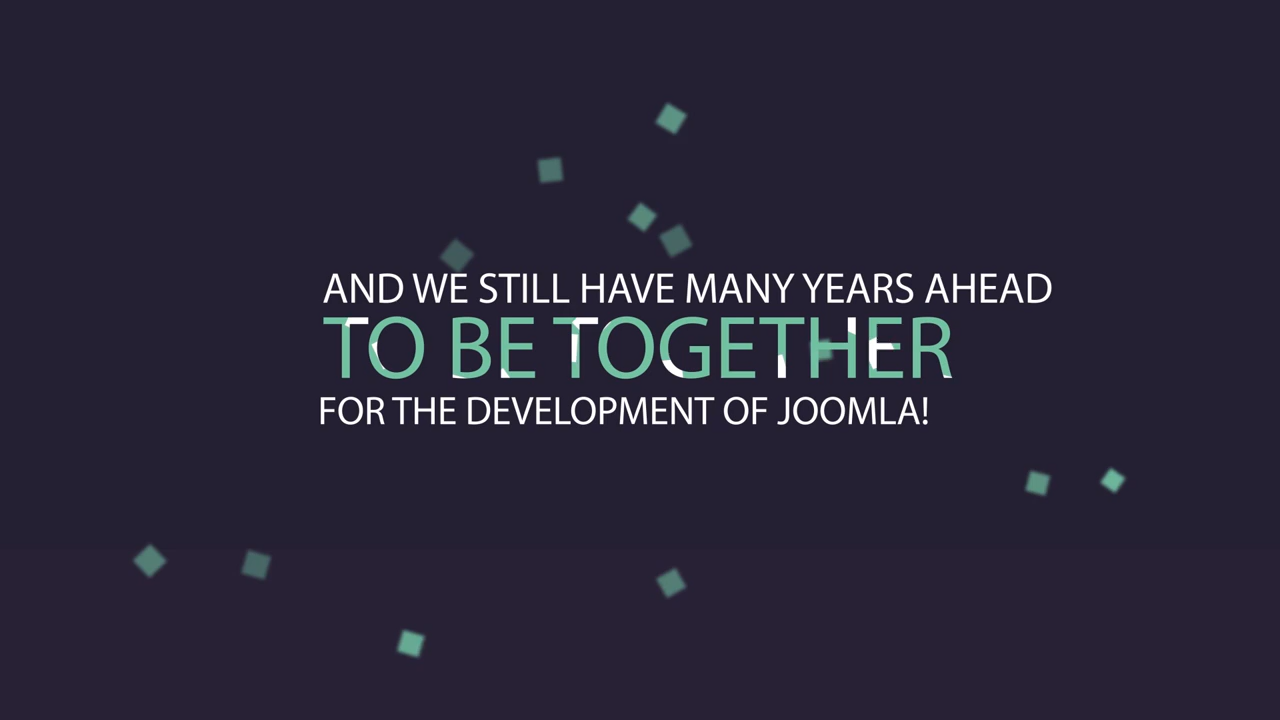 AND WE STILL HAVE MANY YEARS AHEAD
TO BE TOGETHER
FOR THE DEVELOPMENT OF JOOMLA!